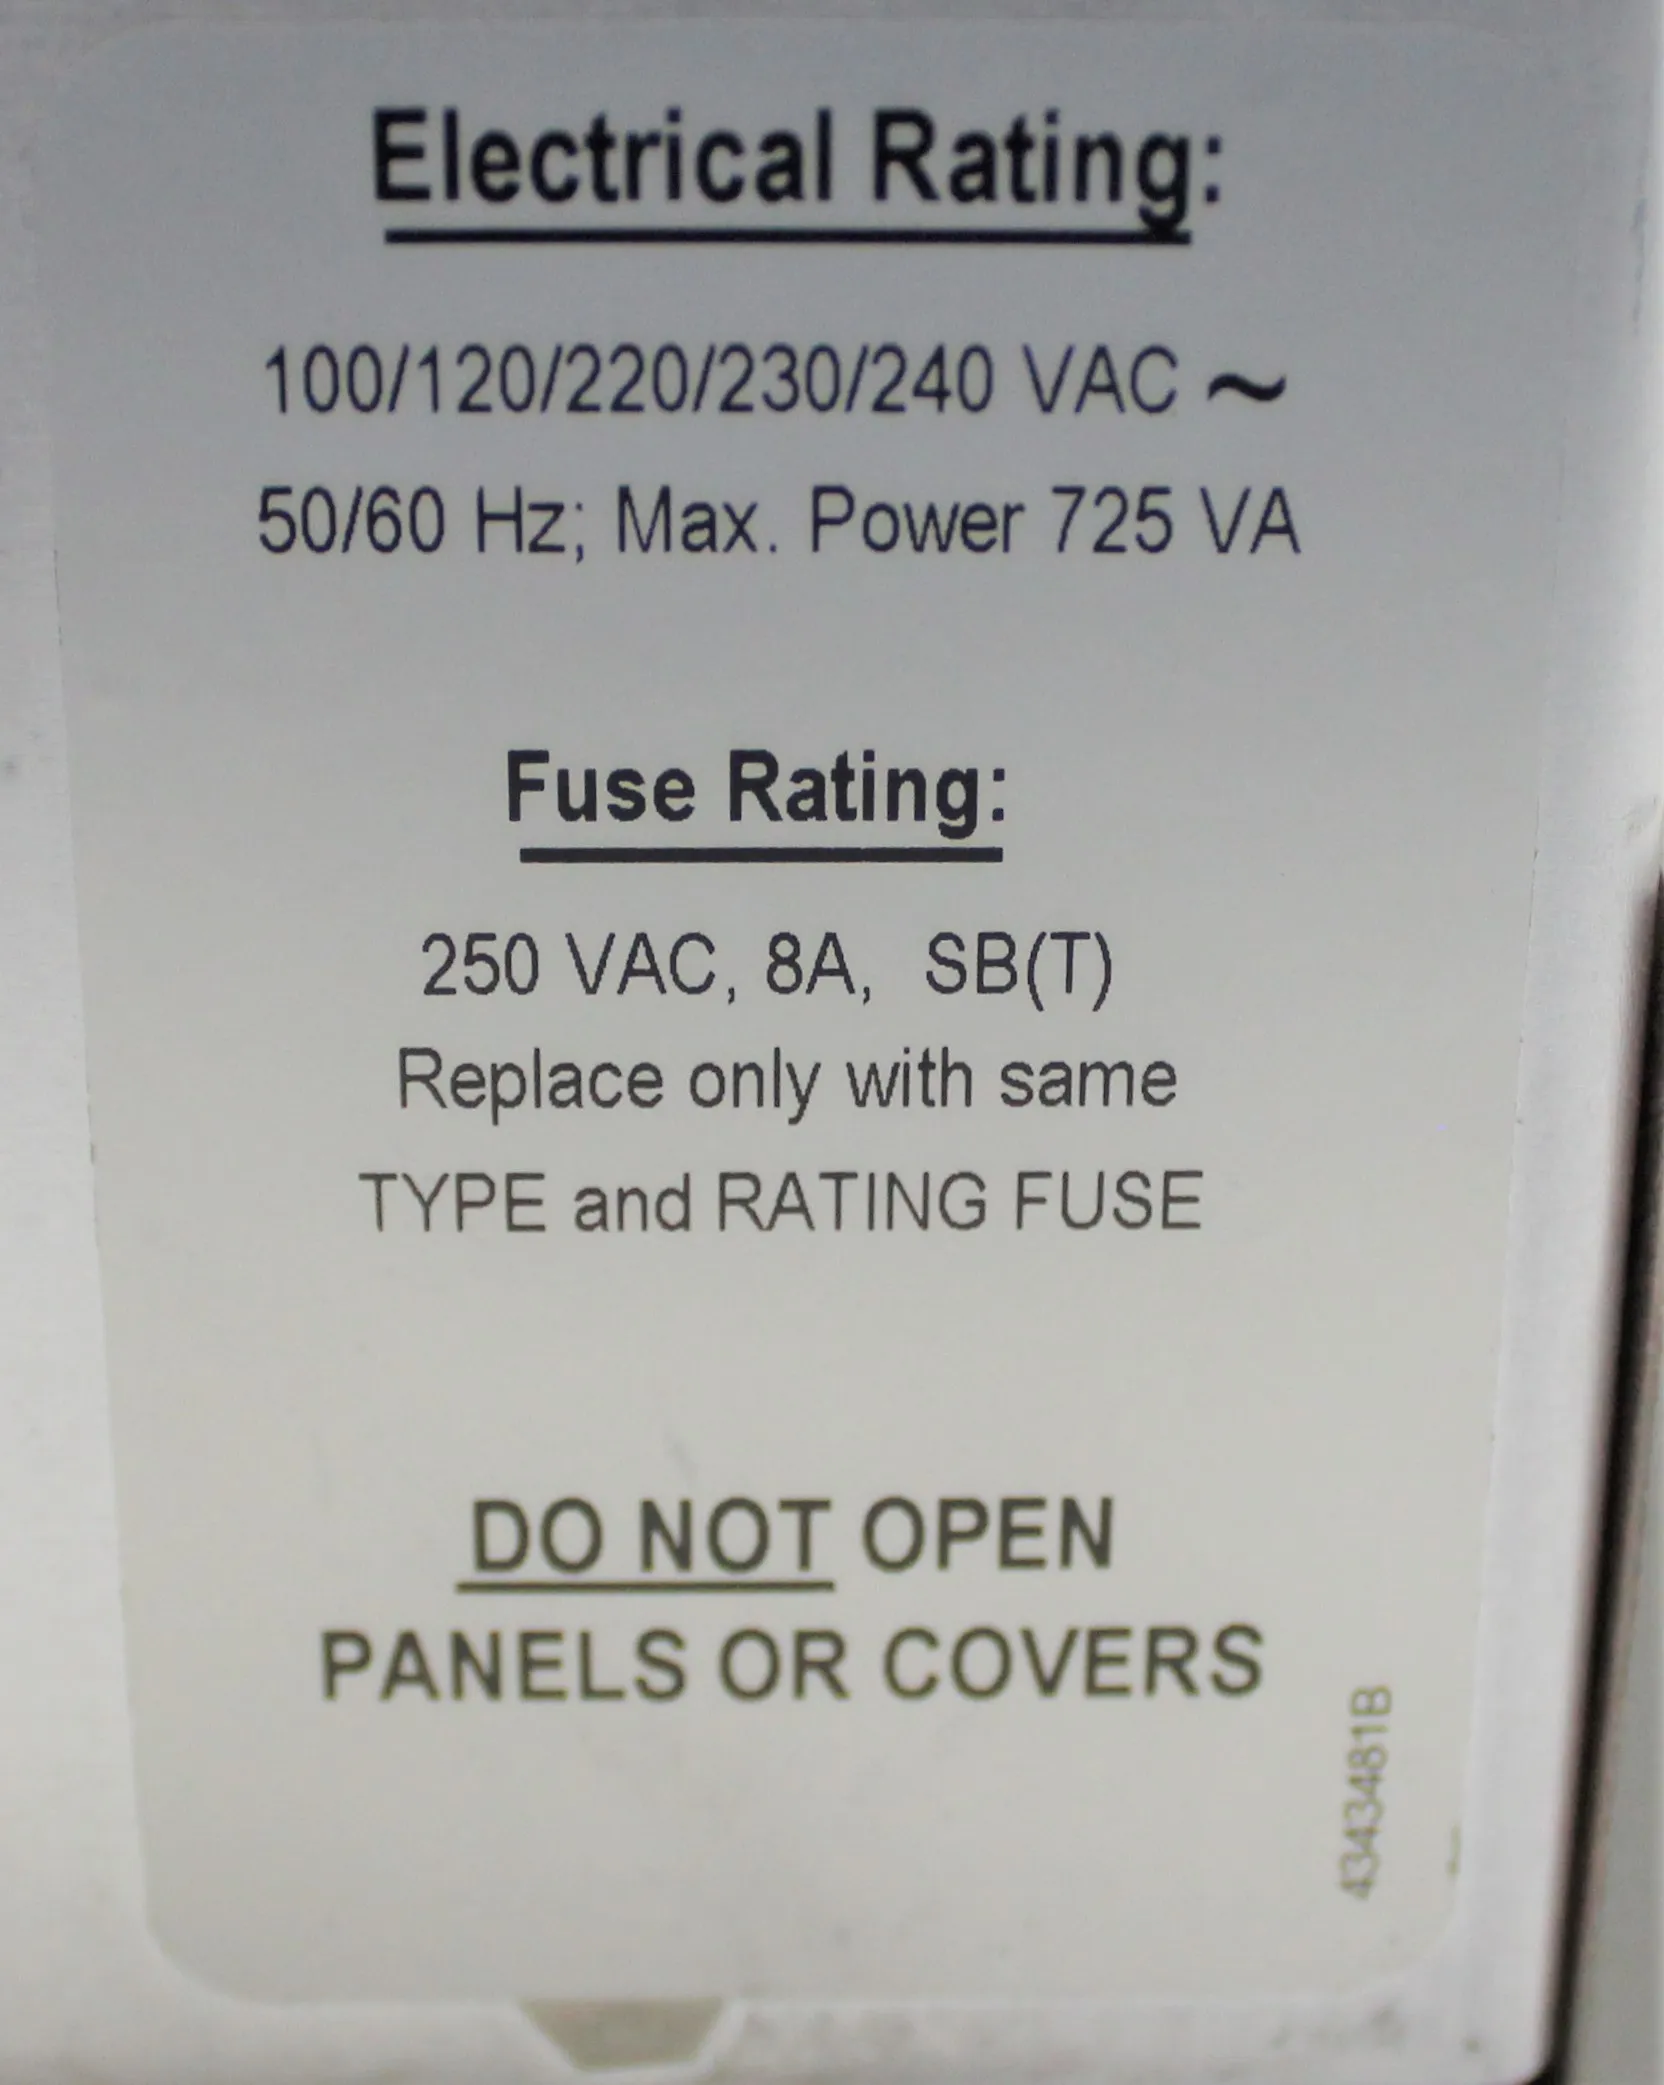 Electrical Rating:
100/120/220/230/240 VAC ~
50/60 Hz; Max. Power 725 VA
Fuse Rating:
250 VAC, 8A, SB(T)
Replace only with same
TYPE and RATING FUSE
DO NOT OPEN
PANELS OR COVERS
4343481B